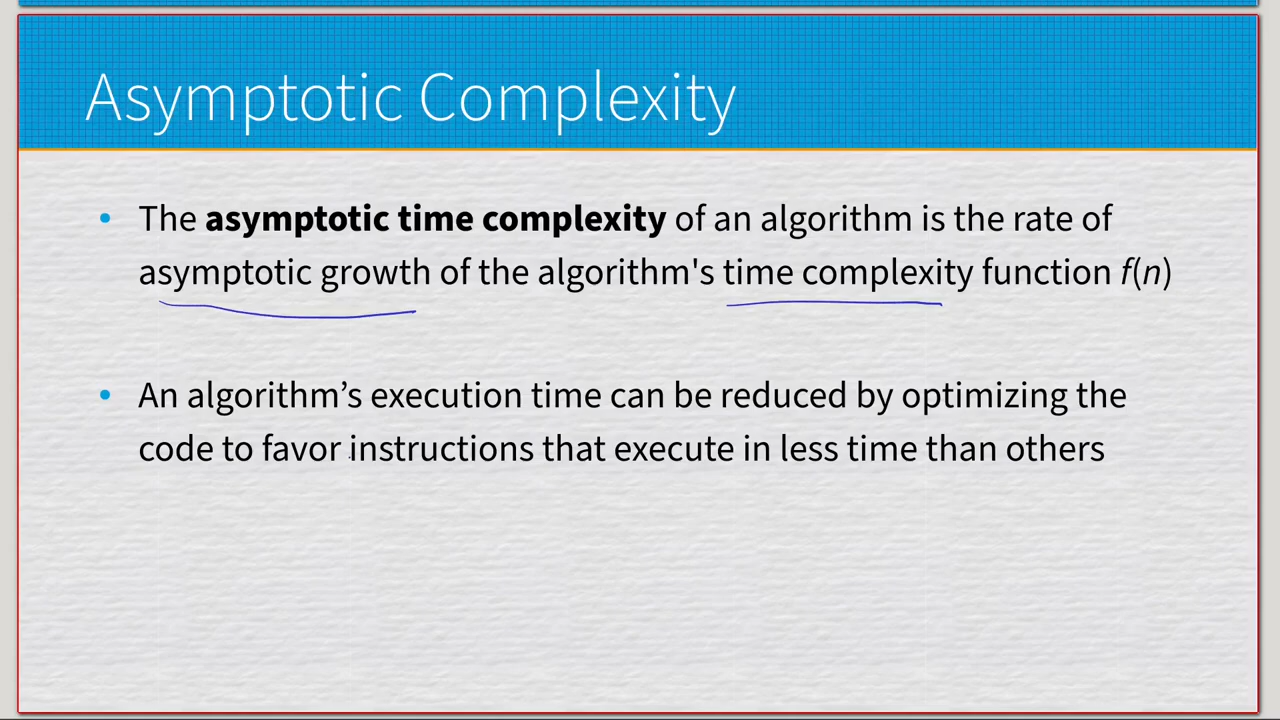 Asymptotic Complexity
• The asymptotic time complexity of an algorithm is the rate of
asymptotic growth of the algorithm's time complexity function f(n)
• An algorithm’s execution time can be reduced by optimizing the
code to favor instructions that execute in less time than others